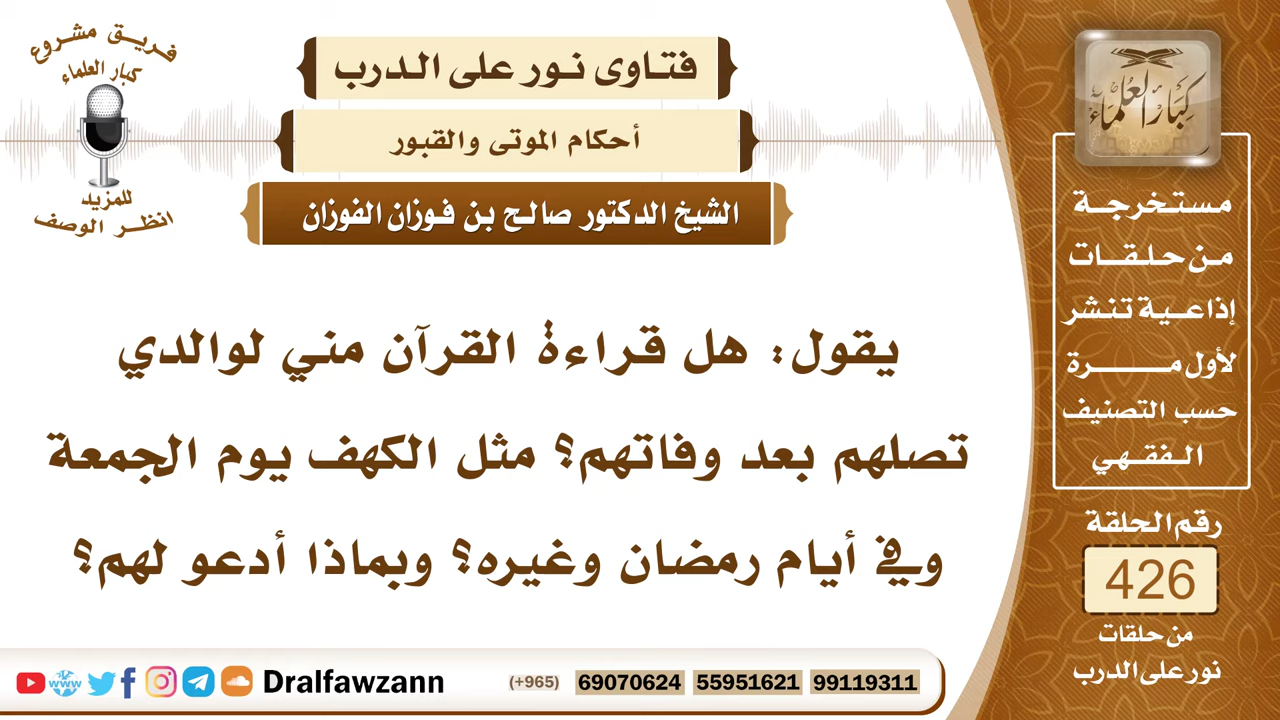 فريق مشروع
كبار العلماء
للمزيد
انظر الوصف
فتاوى نور على الدرب
أحكام الموتى والقبور
الشيخ الدكتور صالح بن فوزان الفوزان
يقول: هل قراءة القرآن مني لوالدي
تصلهم بعد وفاتهم؟ مثل الكهف يوم الجمعة
وفي أيام رمضان وغيره؟ وبماذا أدعو لهم؟
كبار العلماء
مستخرجة
من حلقات
إذاعية تنشر
لأول مرة
حسب التصنيف
الفقهي
رقم الحلقة
426
من حلقات
نور على الدرب
www Dralfawzann (+965) 69070624 55951621 99119311